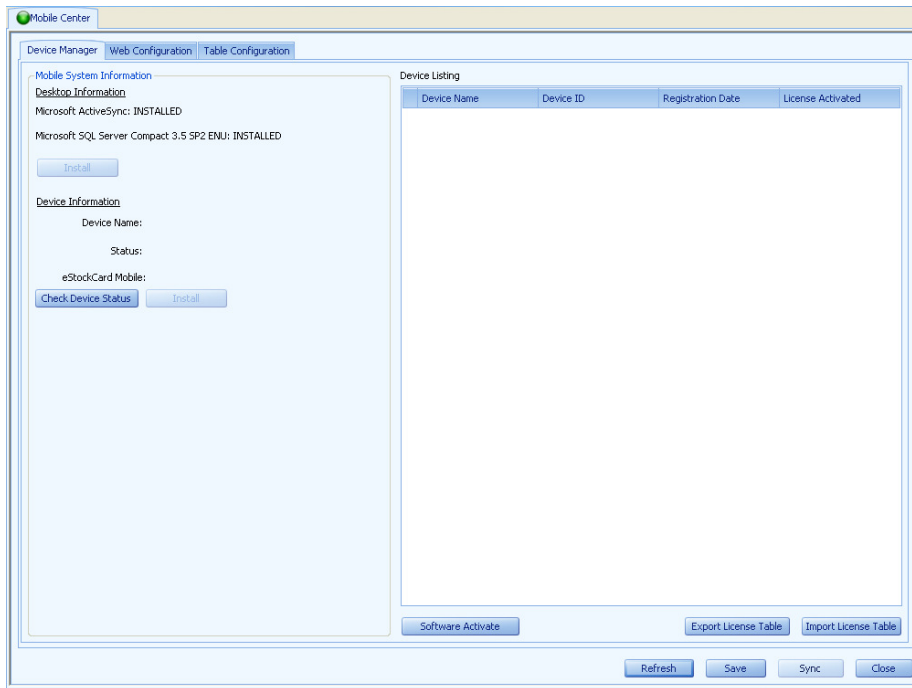 Mobile Center
Device Manager Web Configuration Table Configuration
Mobile System Information
Desktop Information
Microsoft ActiveSync: INSTALLED
Microsoft SQL Server Compact 3.5 SP2 ENU: INSTALLED
Install
Device Information
Device Name:
Status:
eStockCard Mobile:
Check Device Status Install
Device Listing
Device Name Device ID Registration Date License Activated
Software Activate Export License Table Import License Table
Refresh Save Sync Close